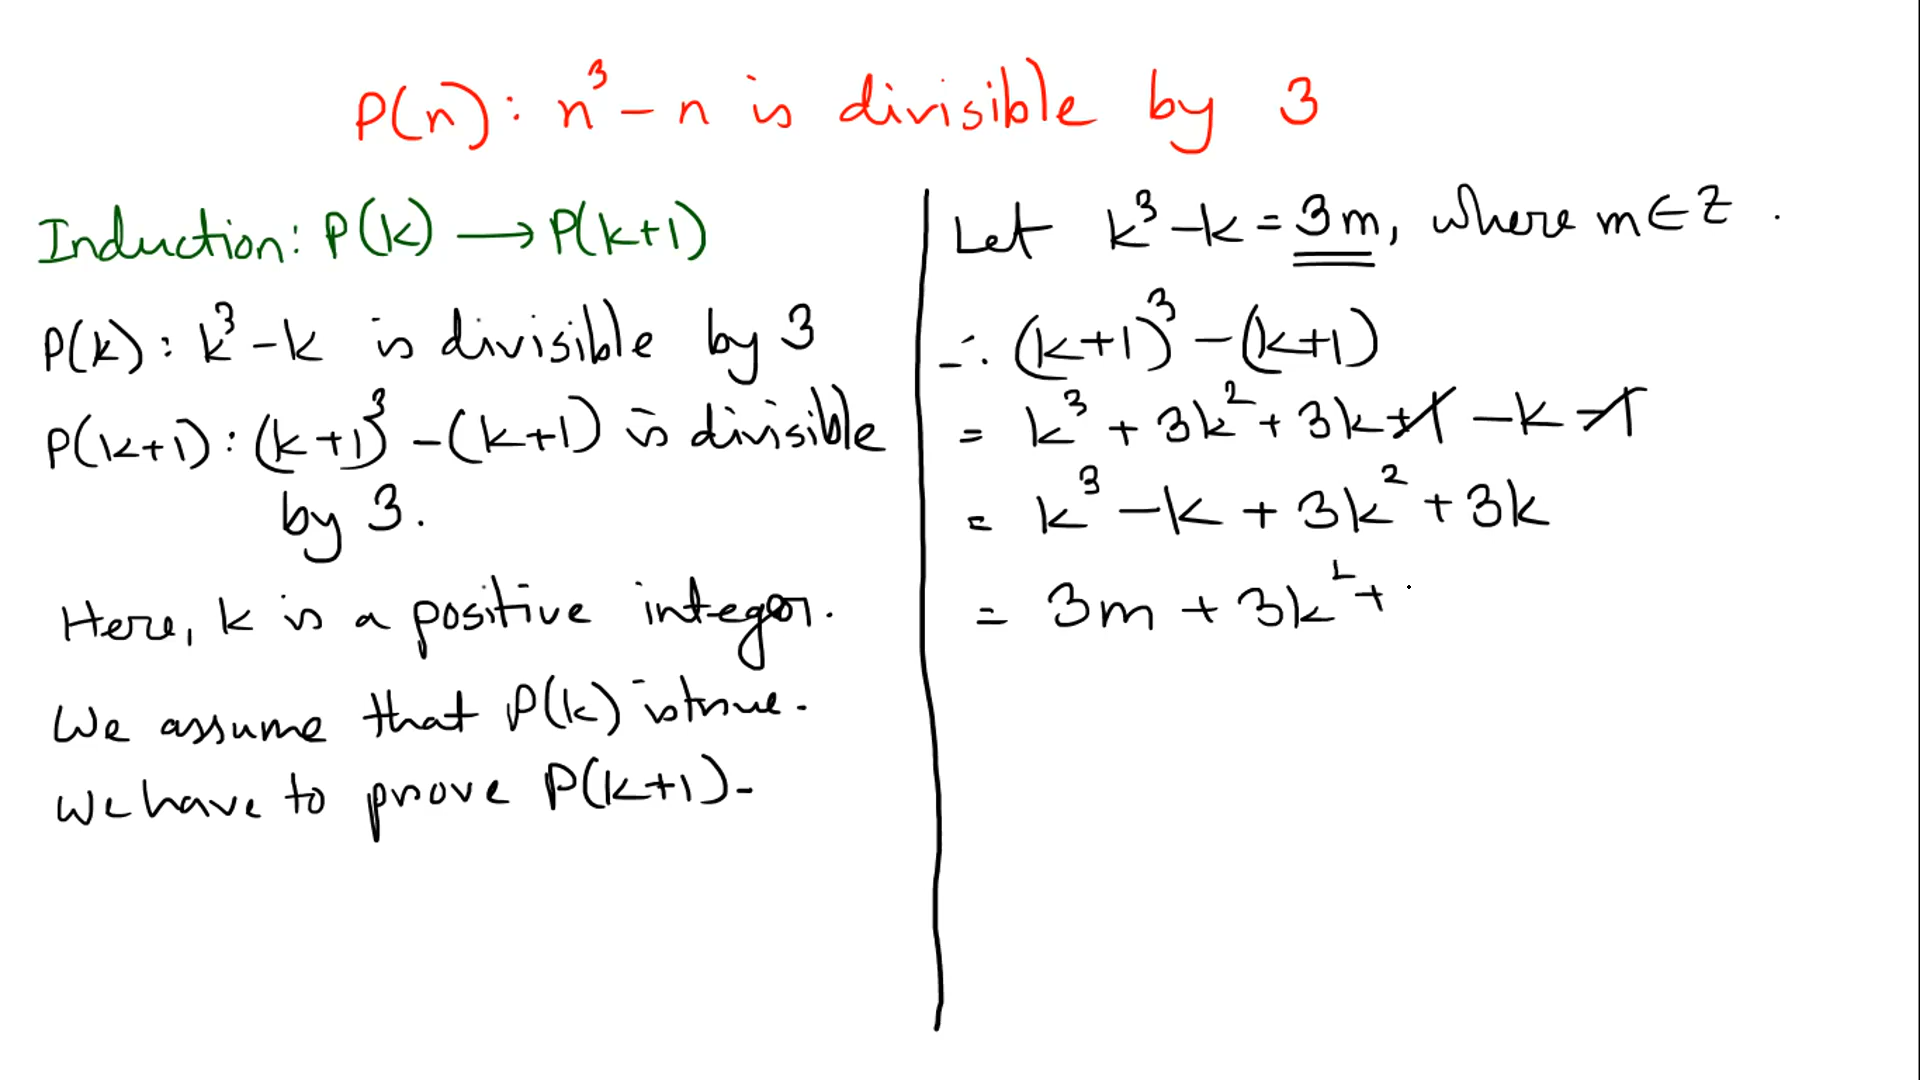 P(n): n³ - n is divisible by 3
Induction: P(k) → P(k+1)
P(k): k³ - k is divisible by 3
P(k+1): (k+1)³ - (k+1) is divisible
by 3.
Here, k is a positive integer.
We assume that P(k) is true.
We have to prove P(k+1).
Let k³ - k = 3m, where m ∈ Z.
∴ (k+1)³ - (k+1)
= k³ + 3k² + 3k + 1 - k - 1
= k³ - k + 3k² + 3k
= 3m + 3k² +